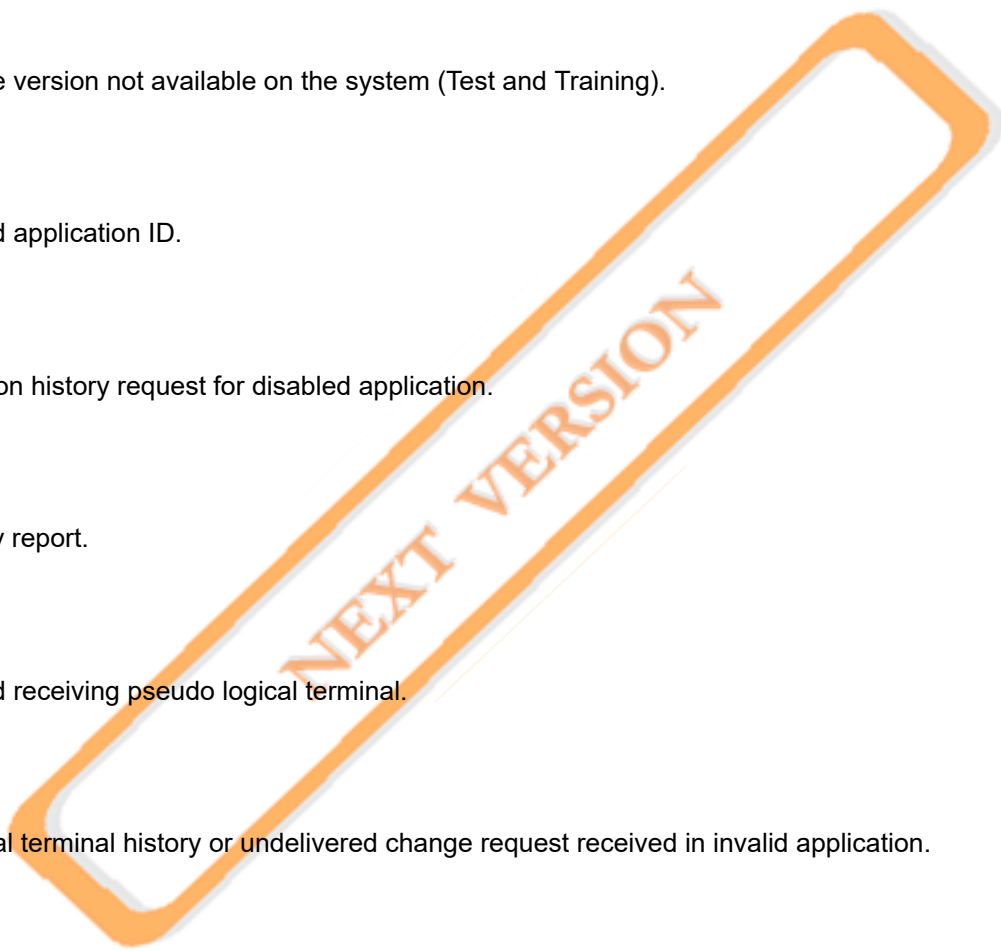 e version not available on the system (Test and Training).
d application ID.
on history request for disabled application.
y report.
d receiving pseudo logical terminal.
al terminal history or undelivered change request received in invalid application.
NEXT VERSION